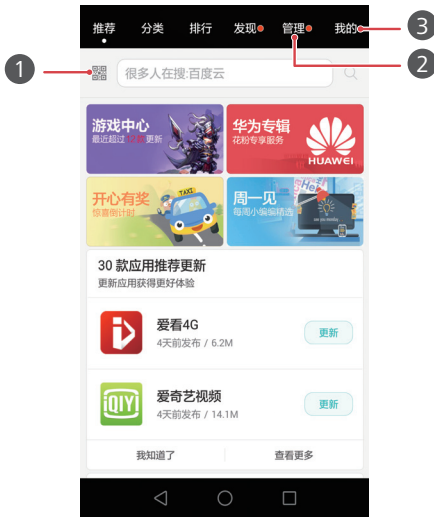 推荐 分类 排行 发现 管理 我的
3
2
1
很多人在搜:百度云
游戏中心
最近超过12款更新
华为专辑
花粉专享服务
HUAWEI
开心有奖
惊喜倒计时
TAXI
周一见
每周小编精选
Hel
30 款应用推荐更新
更新应用获得更好体验
爱看4G
4天前发布 / 6.2M
更新
iQIYI
爱奇艺视频
4天前发布 / 14.1M
更新
我知道了 查看更多